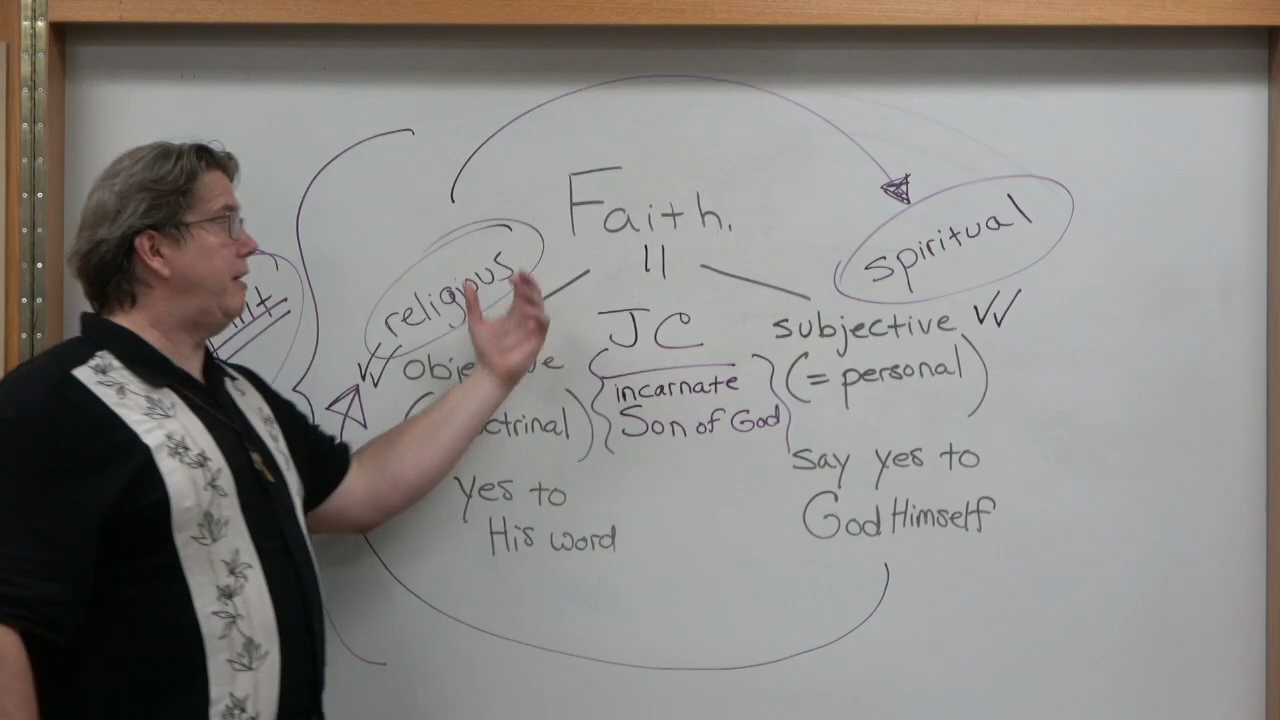 Faith.
||
religious
spiritual
JC
subjective ✓✓
(= personal)
incarnate
Son of God
say yes to
God Himself
yes to
His word